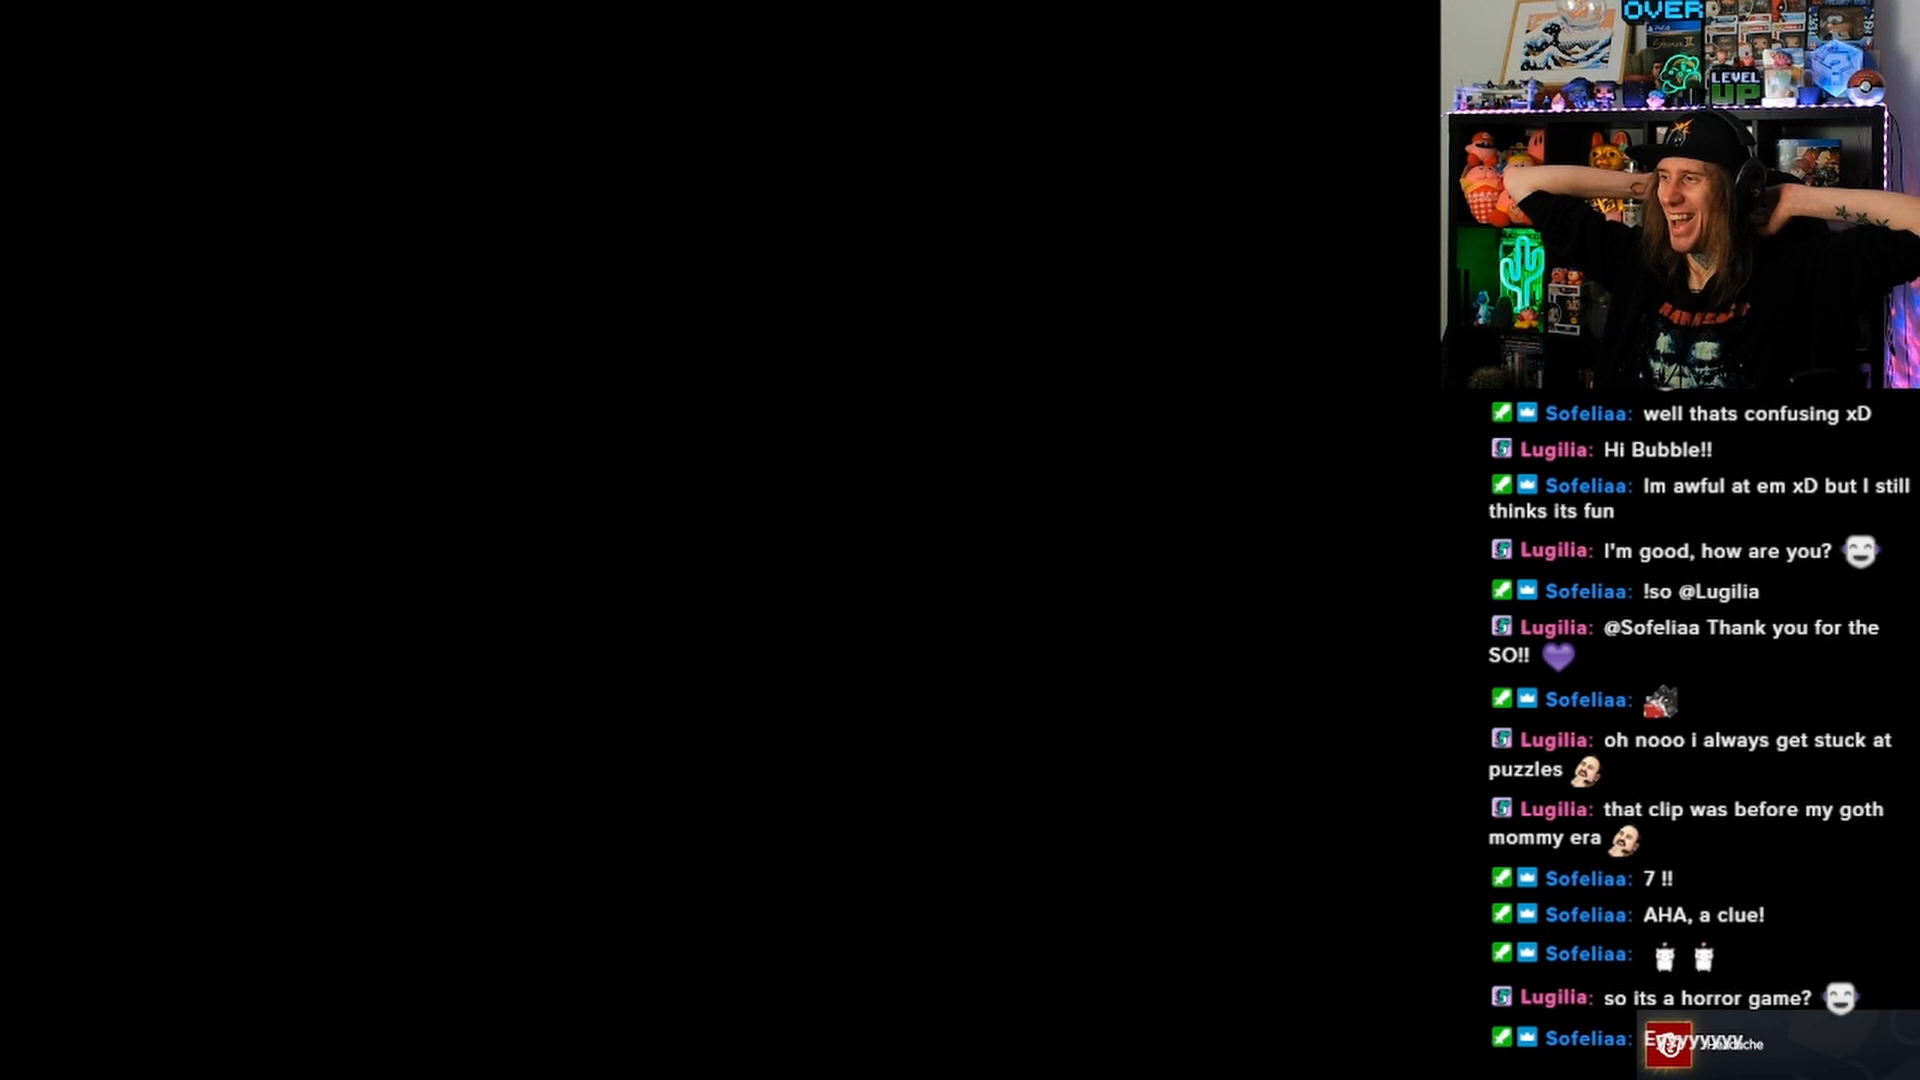 OVER
LEVEL
UP
Sofeliaa: well thats confusing xD
Lugilia: Hi Bubble!!
Sofeliaa: Im awful at em xD but I still
thinks its fun
Lugilia: I'm good, how are you?
Sofeliaa: !so @Lugilia
Lugilia: @Sofeliaa Thank you for the
SO!!
Sofeliaa:
Lugilia: oh nooo i always get stuck at
puzzles
Lugilia: that clip was before my goth
mommy era
Sofeliaa: 7 !!
Sofeliaa: AHA, a clue!
Sofeliaa:
Lugilia: so its a horror game?
Sofeliaa: